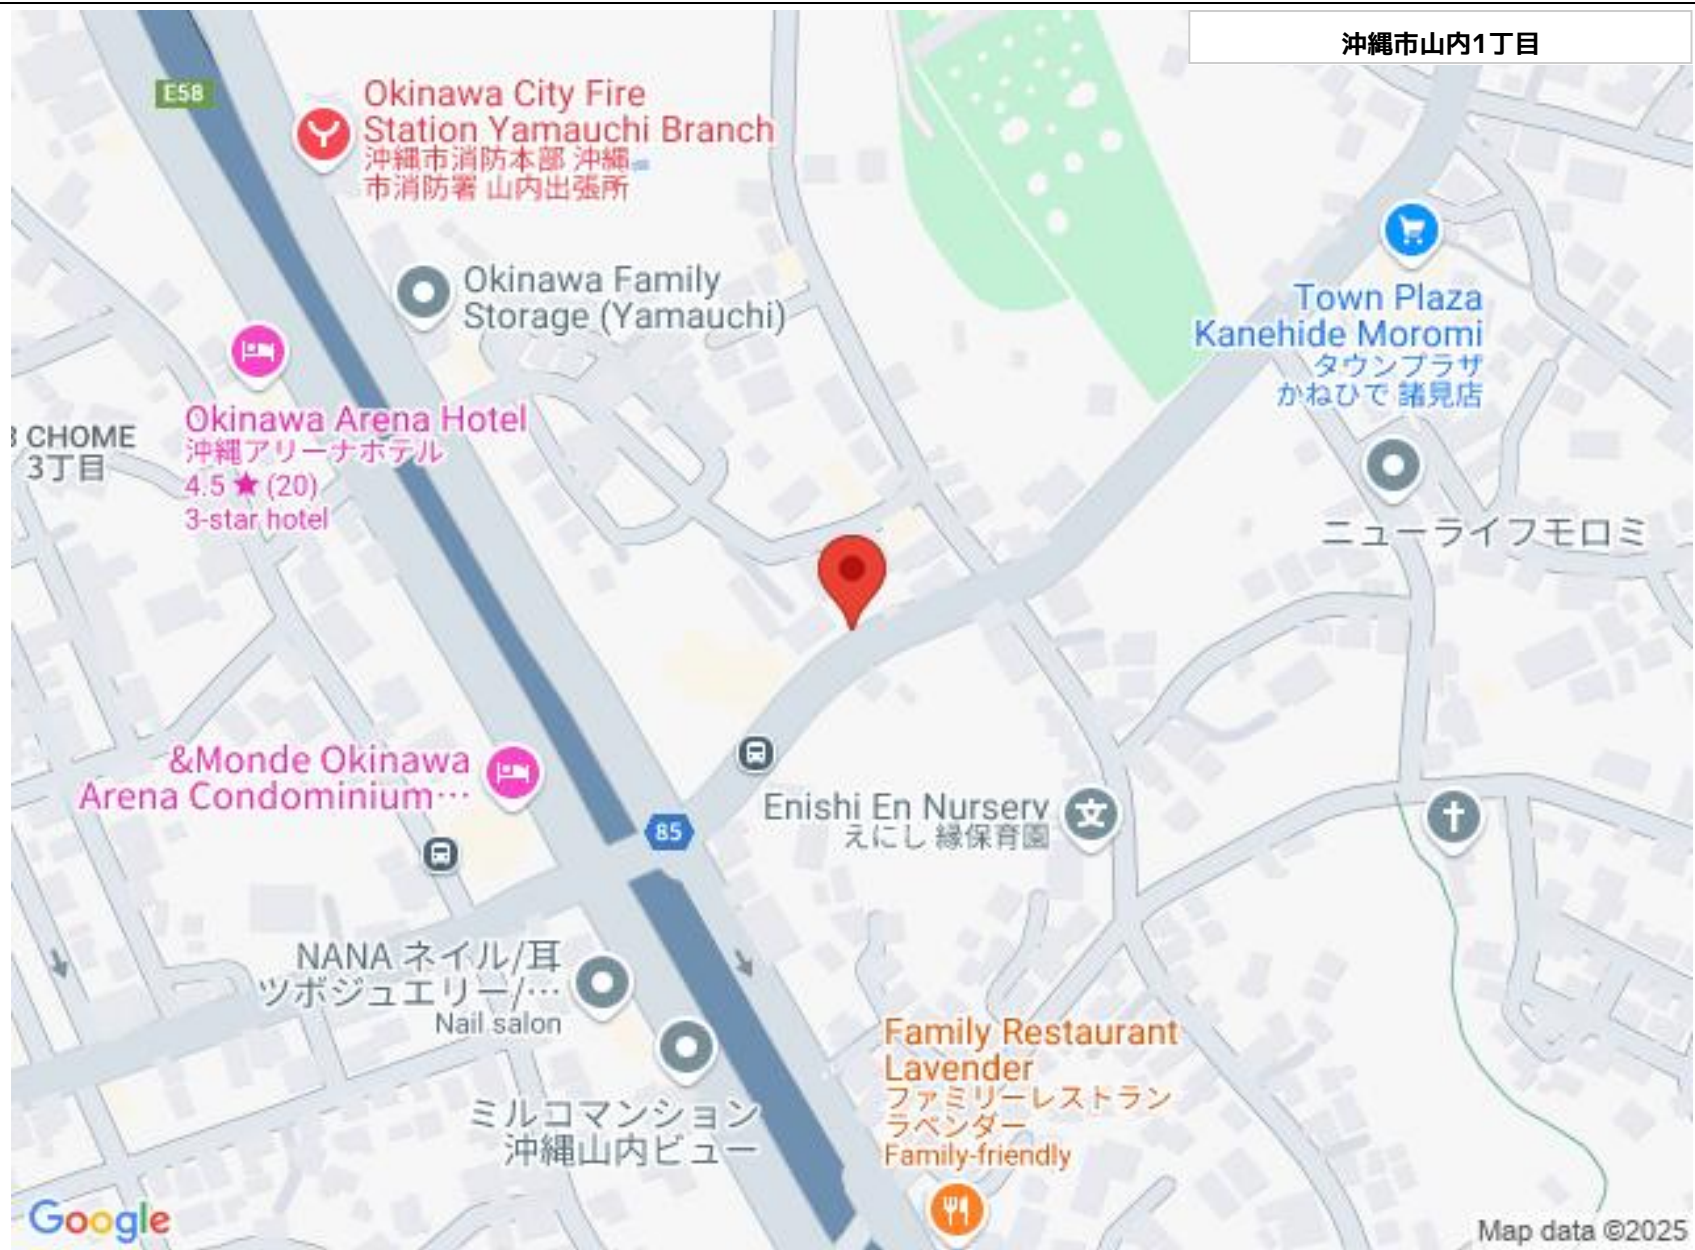 沖縄市山内1丁目
E58
Okinawa City Fire
Station Yamauchi Branch
沖縄市消防本部 沖縄
市消防署 山内出張所
Okinawa Family
Storage (Yamauchi)
Town Plaza
Kanehide Moromi
タウンプラザ
かねひで 諸見店
Okinawa Arena Hotel
沖縄アリーナホテル
4.5 ★ (20)
3-star hotel
3 CHOME
3丁目
ニューライフモロミ
&Monde Okinawa
Arena Condominium…
85
Enishi En Nursery
えにし 縁保育園
NANA ネイル/耳
ツボジュエリー/…
Nail salon
ミルコマンション
沖縄山内ビュー
Family Restaurant
Lavender
ファミリーレストラン
ラベンダー
Family-friendly
Google
Map data ©2025